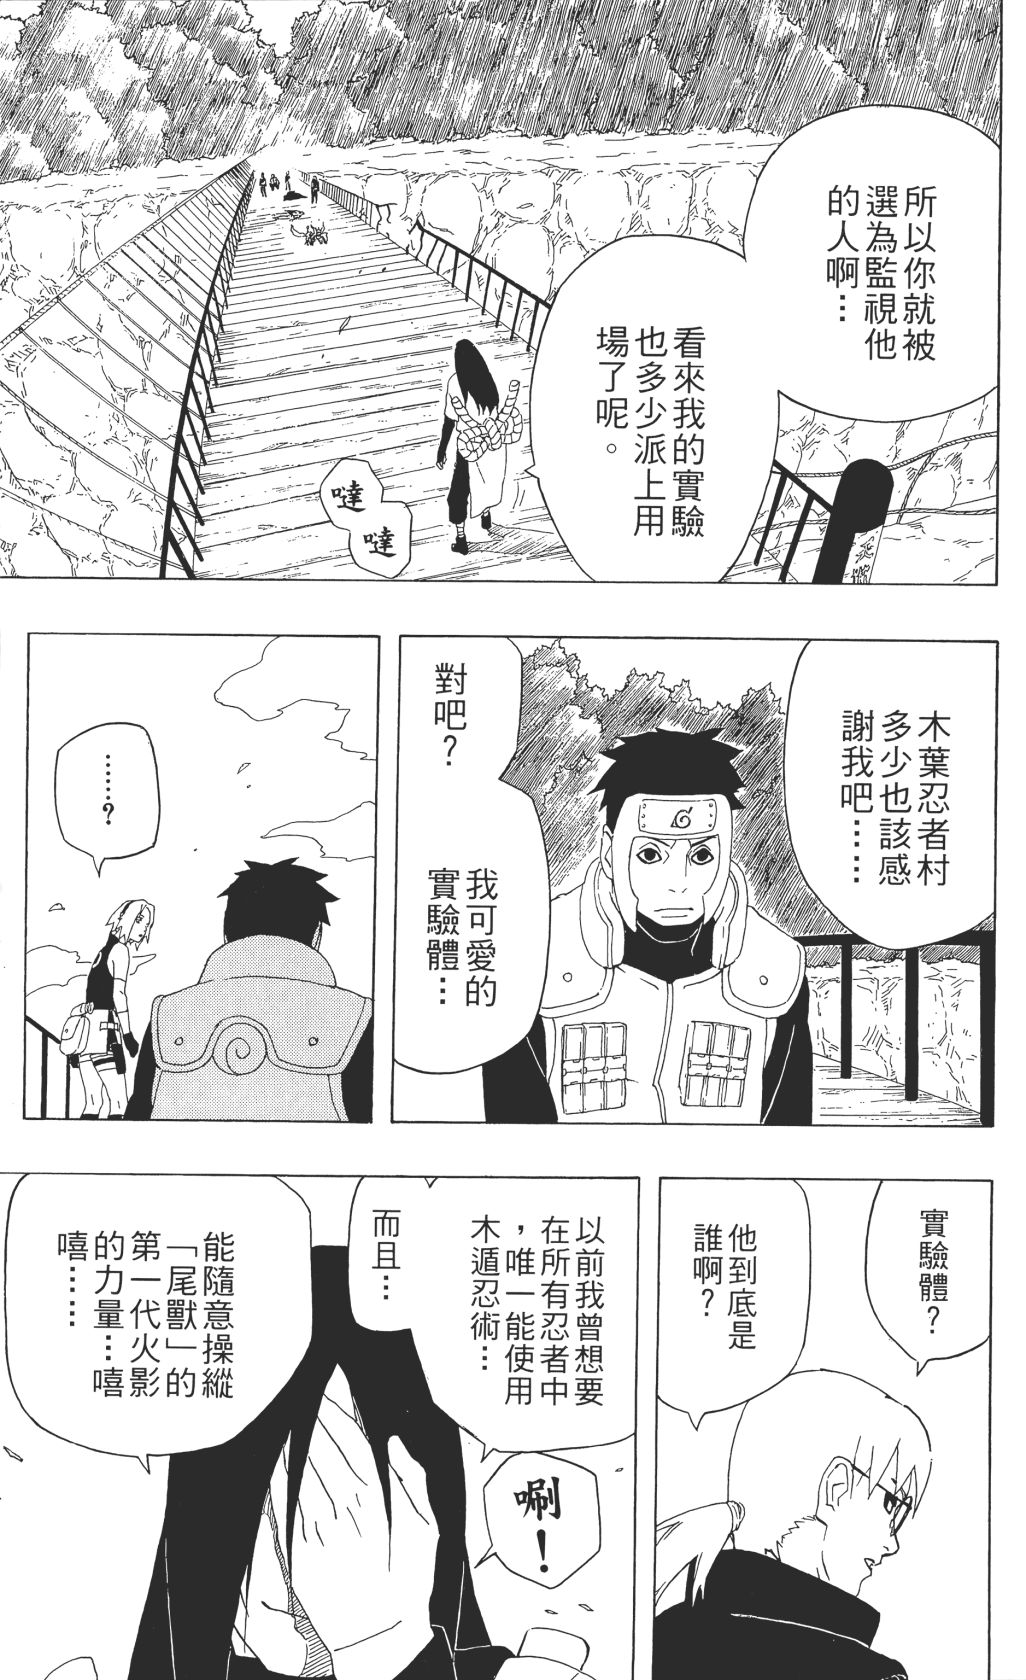 所以你就被
選為監視他
的人啊…
看來我的實驗
也多少派上用
場了呢。
噠
噠
木葉忍者村
多少也該感
謝我吧……
對吧？
我可愛的
實驗體…
……？
實驗體？
他到底是
誰啊？
以前我曾想要
在所有忍者中
，唯一能使用
木遁忍術…
而且…
唰！
能隨意操縱
「尾獸」的
第一代火影
的力量…嘻
嘻……